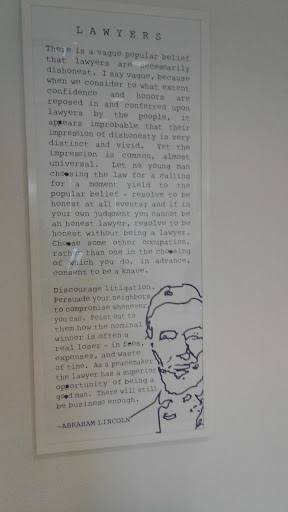 LAWYERS
There is a vague popular belief
that lawyers are necessarily
dishonest. I say vague, because
when we consider to what extent
confidence and honors are
reposed in and conferred upon
lawyers by the people, it
appears improbable that their
impression of dishonesty is very
distinct and vivid. Yet the
impression is common, almost
universal. Let no young man
choosing the law for a calling
for a moment yield to the
popular belief - resolve to be
honest at all events; and if in
your own judgment you cannot be
an honest lawyer, resolve to be
honest without being a lawyer.
Choose some other occupation,
rather than one in the choosing
of which you do, in advance,
consent to be a knave.
Discourage litigation.
Persuade your neighbors
to compromise whenever
you can. Point out to
them how the nominal
winner is often a
real loser - in fees,
expenses, and waste
of time. As a peacemaker
the lawyer has a superior
opportunity of being a
good man. There will still
be business enough.
-ABRAHAM LINCOLN